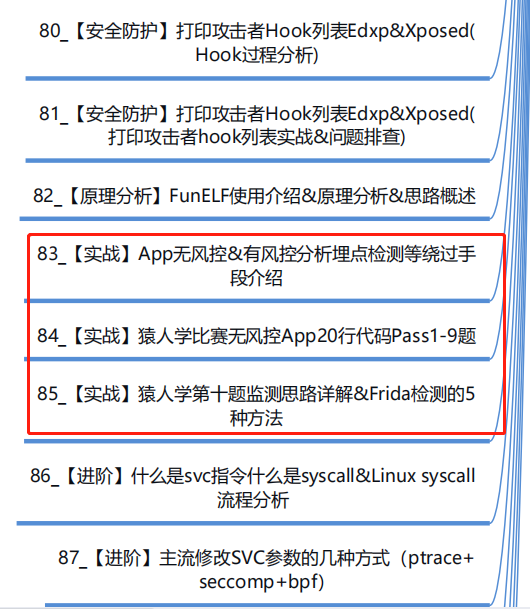 80_【安全防护】打印攻击者Hook列表Edxp&Xposed(
Hook过程分析)
81_【安全防护】打印攻击者Hook列表Edxp&Xposed(
打印攻击者hook列表实战&问题排查)
82_【原理分析】FunELF使用介绍&原理分析&思路概述
83_【实战】App无风控&有风控分析埋点检测等绕过手
段介绍
84_【实战】猿人学比赛无风控App20行代码Pass1-9题
85_【实战】猿人学第十题监测思路详解&Frida检测的5
种方法
86_【进阶】什么是svc指令什么是syscall&Linux syscall
流程分析
87_【进阶】主流修改SVC参数的几种方式（ptrace+
seccomp+bpf）